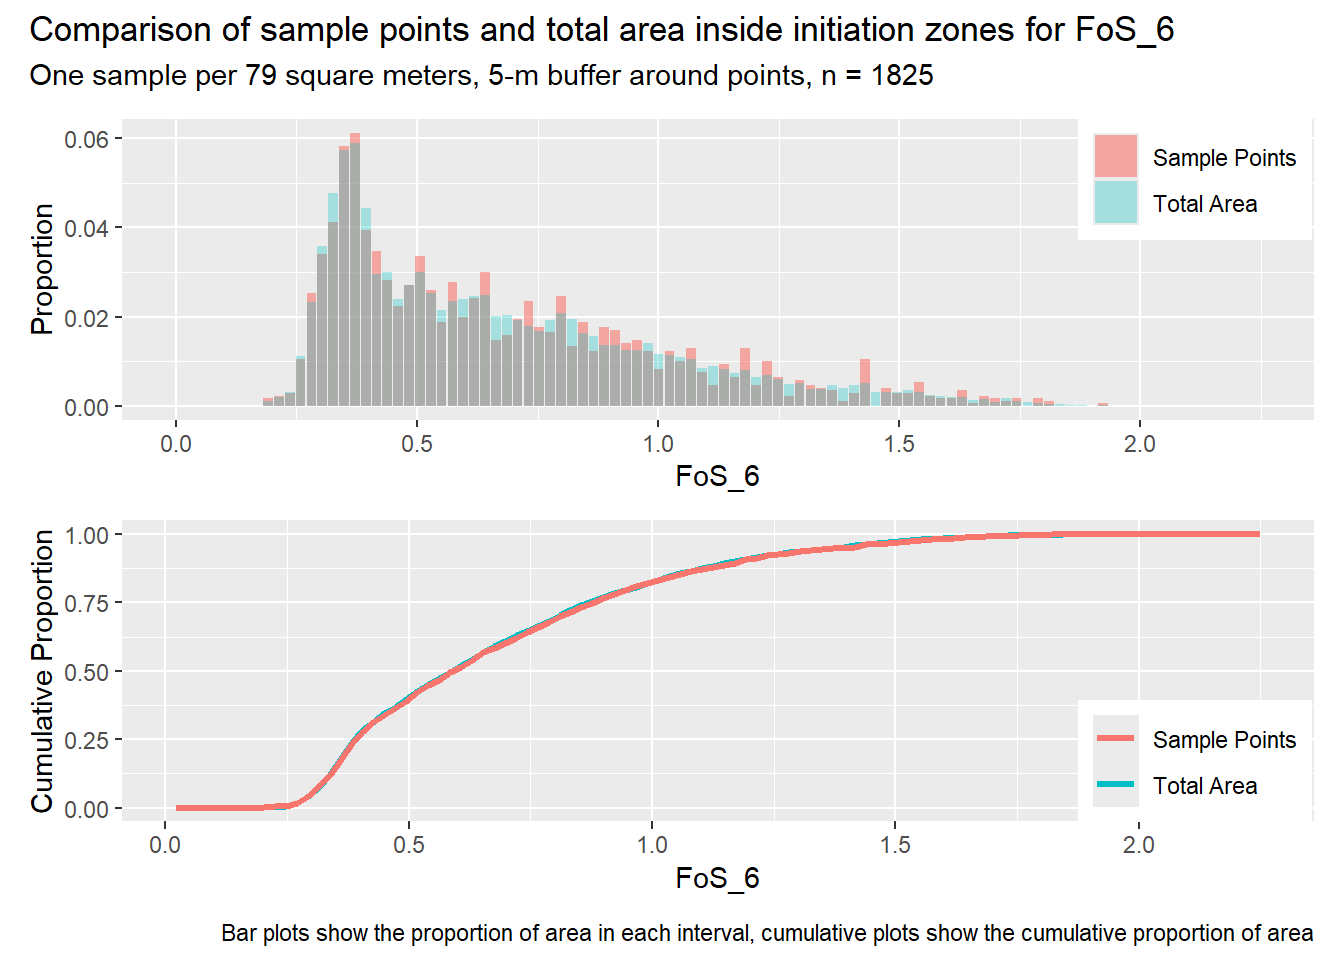 Comparison of sample points and total area inside initiation zones for FoS_6
One sample per 79 square meters, 5-m buffer around points, n = 1825
Proportion
0.06
0.04
0.02
0.00
Sample Points
Total Area
0.0
0.5
1.0
1.5
2.0
FoS_6
Cumulative Proportion
1.00
0.75
0.50
0.25
0.00
Sample Points
Total Area
0.0
0.5
1.0
1.5
2.0
FoS_6
Bar plots show the proportion of area in each interval, cumulative plots show the cumulative proportion of area